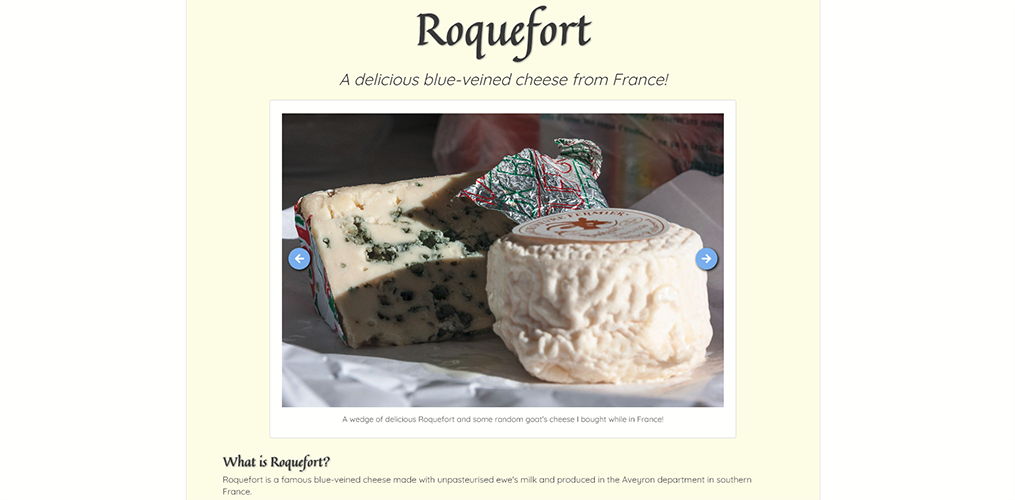 Roquefort
A delicious blue-veined cheese from France!
A wedge of delicious Roquefort and some random goat's cheese I bought while in France!
What is Roquefort?
Roquefort is a famous blue-veined cheese made with unpasteurised ewe's milk and produced in the Aveyron department in southern
France.